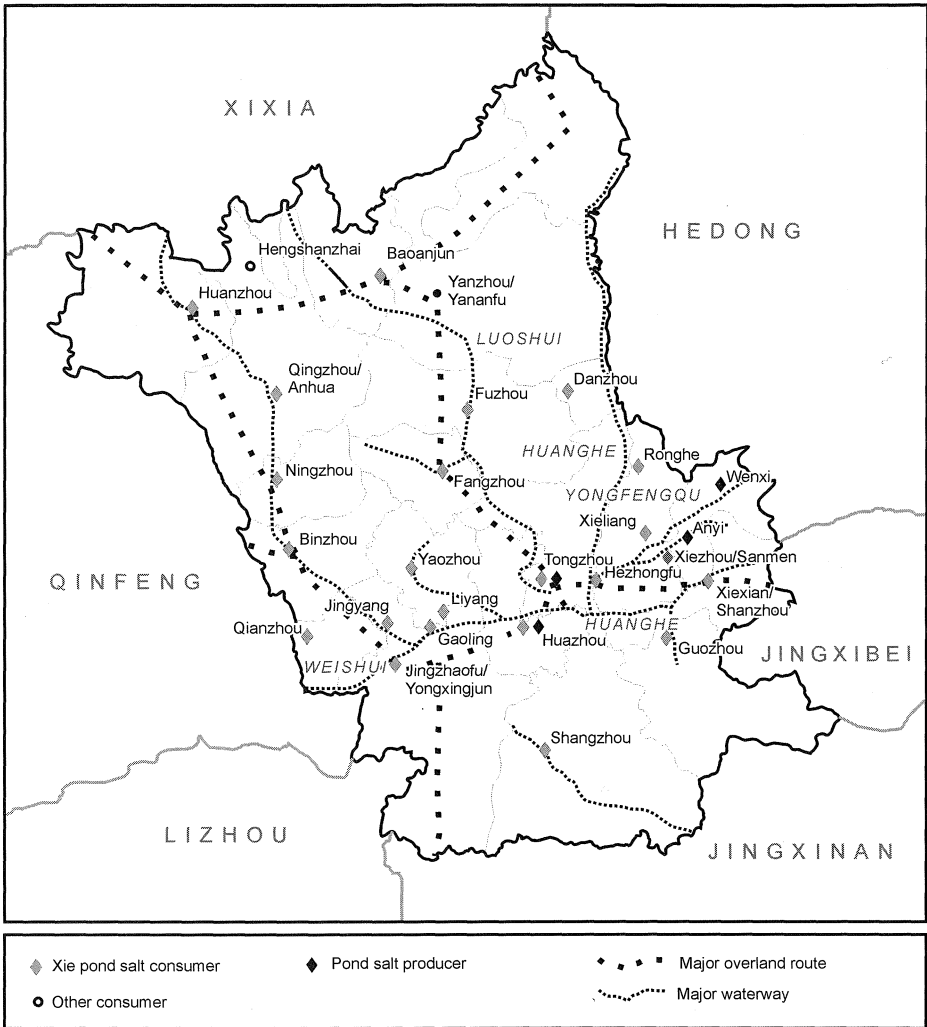 XIXIA
HEDONG
Hengshanzhai
Baoanjun
Huanzhou
Yanzhou/
Yananfu
LUOSHUI
Qingzhou/
Anhua
Danzhou
Fuzhou
HUANGHE
Ronghe
Ningzhou
Fangzhou
Wenxi
YONGFENGQU
Xieliang
Anyi
Binzhou
Yaozhou
Tongzhou
Xiezhou/Sanmen
QINFENG
Hezhongfu
Xiexian/
Shanzhou
Jingyang
Liyang
Qianzhou
Gaoling
Huazhou
HUANGHE
Guozhou
JINGXIBEI
WEISHUI
Jingzhaofu/
Yongxingjun
Shangzhou
LIZHOU
JINGXINAN
Xie pond salt consumer
Pond salt producer
Major overland route
Other consumer
Major waterway